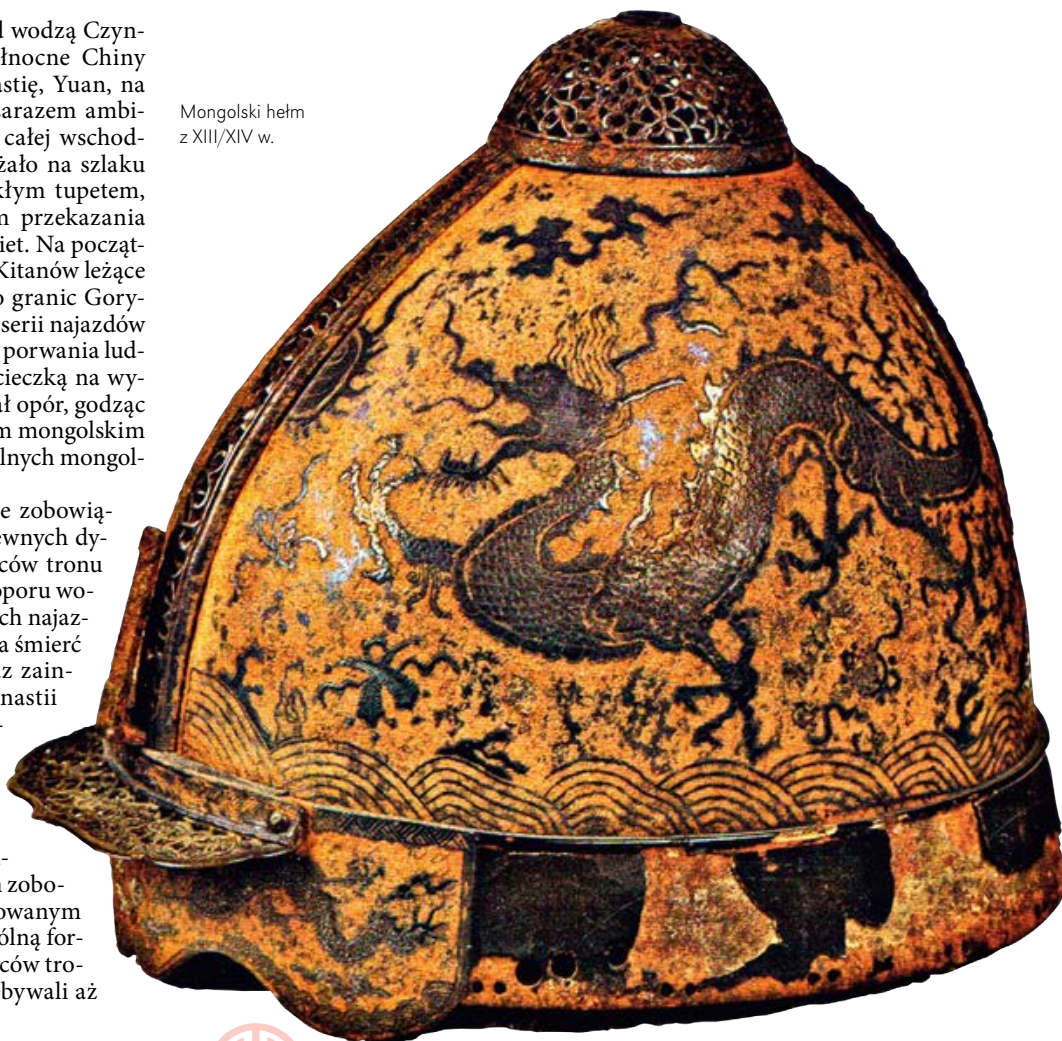 d wodzą Czyn-
łnocne Chiny
astię, Yuan, na
arazem ambi-
całej wschod-
żało na szlaku
kłym tupetem,
m przekazania
iet. Na począt-
Kitanów leżące
o granic Gory-
serii najazdów
porwania lud-
cieczką na wy-
ał opór, godząc
m mongolskim
lnych mongol-
e zobowią-
ewnych dy-
ców tronu
oporu wo-
ch najaz-
a śmierć
z zain-
nastii
-
-
zobo-
owanym
ólną for-
ców tro-
bywali aż
Mongolski hełm
z XIII/XIV w.